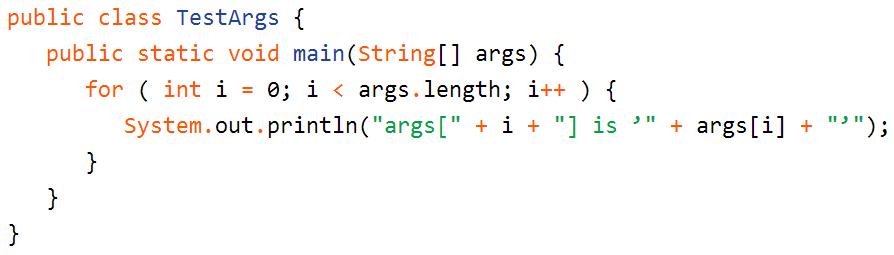 public class TestArgs {
public static void main(String[] args) {
for ( int i = 0; i < args.length; i++ ) {
System.out.println("args[" + i + "] is ’" + args[i] + "’");
}
}
}